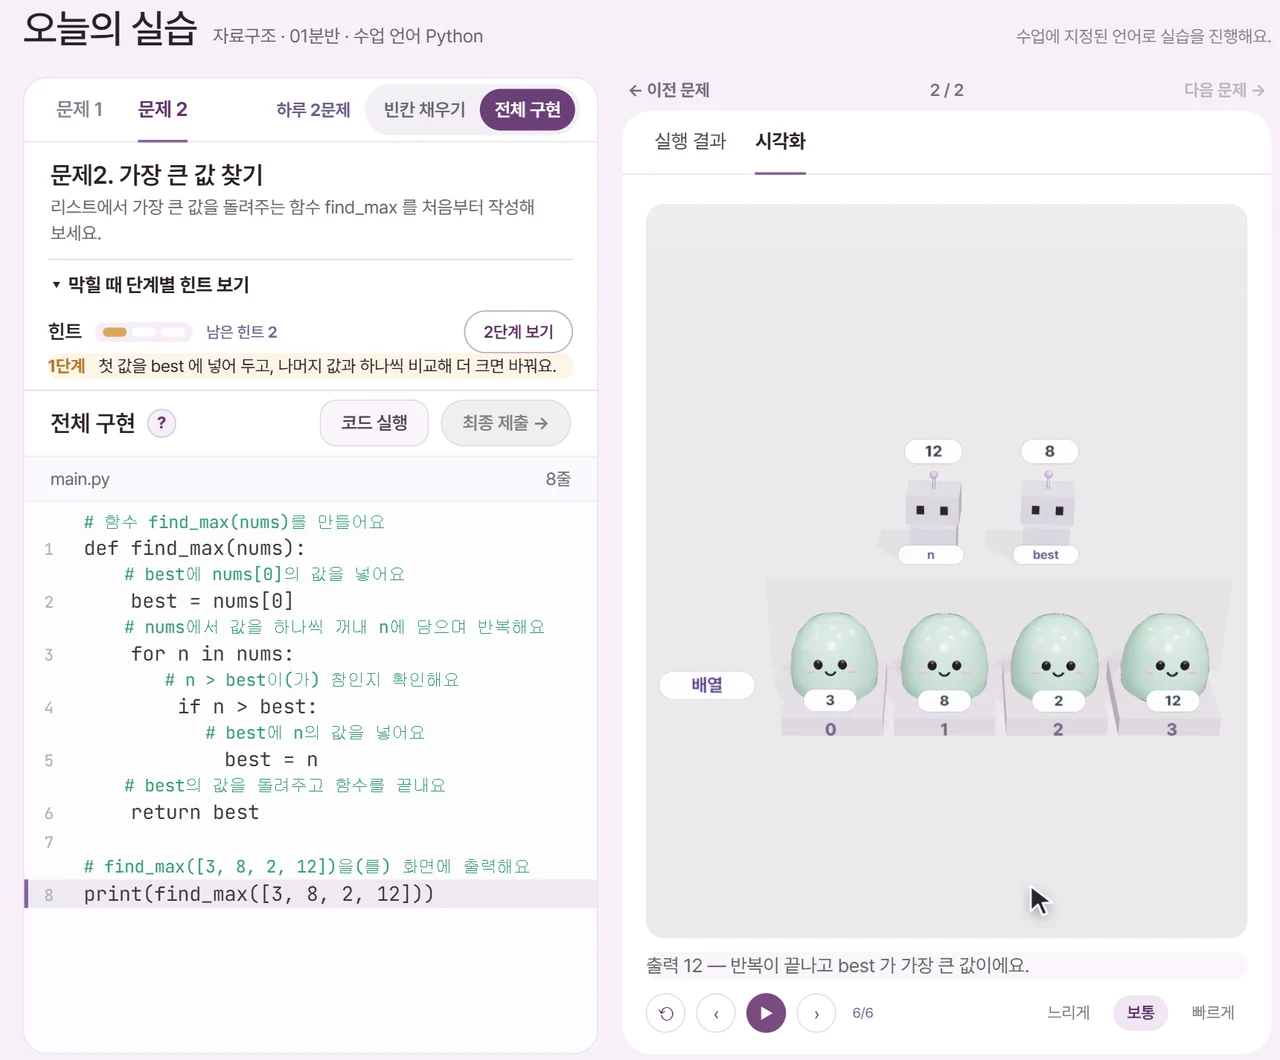 오늘의 실습 자료구조 · 01분반 · 수업 언어 Python
수업에 지정된 언어로 실습을 진행해요.
문제 1 문제 2 하루 2문제 빈칸 채우기 전체 구현
문제2. 가장 큰 값 찾기
리스트에서 가장 큰 값을 돌려주는 함수 find_max 를 처음부터 작성해
보세요.
▼ 막힐 때 단계별 힌트 보기
힌트 남은 힌트 2 2단계 보기
1단계 첫 값을 best 에 넣어 두고, 나머지 값과 하나씩 비교해 더 크면 바꿔요.
전체 구현 ? 코드 실행 최종 제출 →
main.py 8줄
# 함수 find_max(nums)를 만들어요
1 def find_max(nums):
# best에 nums[0]의 값을 넣어요
2 best = nums[0]
# nums에서 값을 하나씩 꺼내 n에 담으며 반복해요
3 for n in nums:
# n > best이(가) 참인지 확인해요
4 if n > best:
# best에 n의 값을 넣어요
5 best = n
# best의 값을 돌려주고 함수를 끝내요
6 return best
7
# find_max([3, 8, 2, 12])을(를) 화면에 출력해요
8 print(find_max([3, 8, 2, 12]))
← 이전 문제 2 / 2 다음 문제 →
실행 결과 시각화
12 8
n best
배열 3 8 2 12
0 1 2 3
출력 12 — 반복이 끝나고 best 가 가장 큰 값이에요.
‹ › 6/6 느리게 보통 빠르게